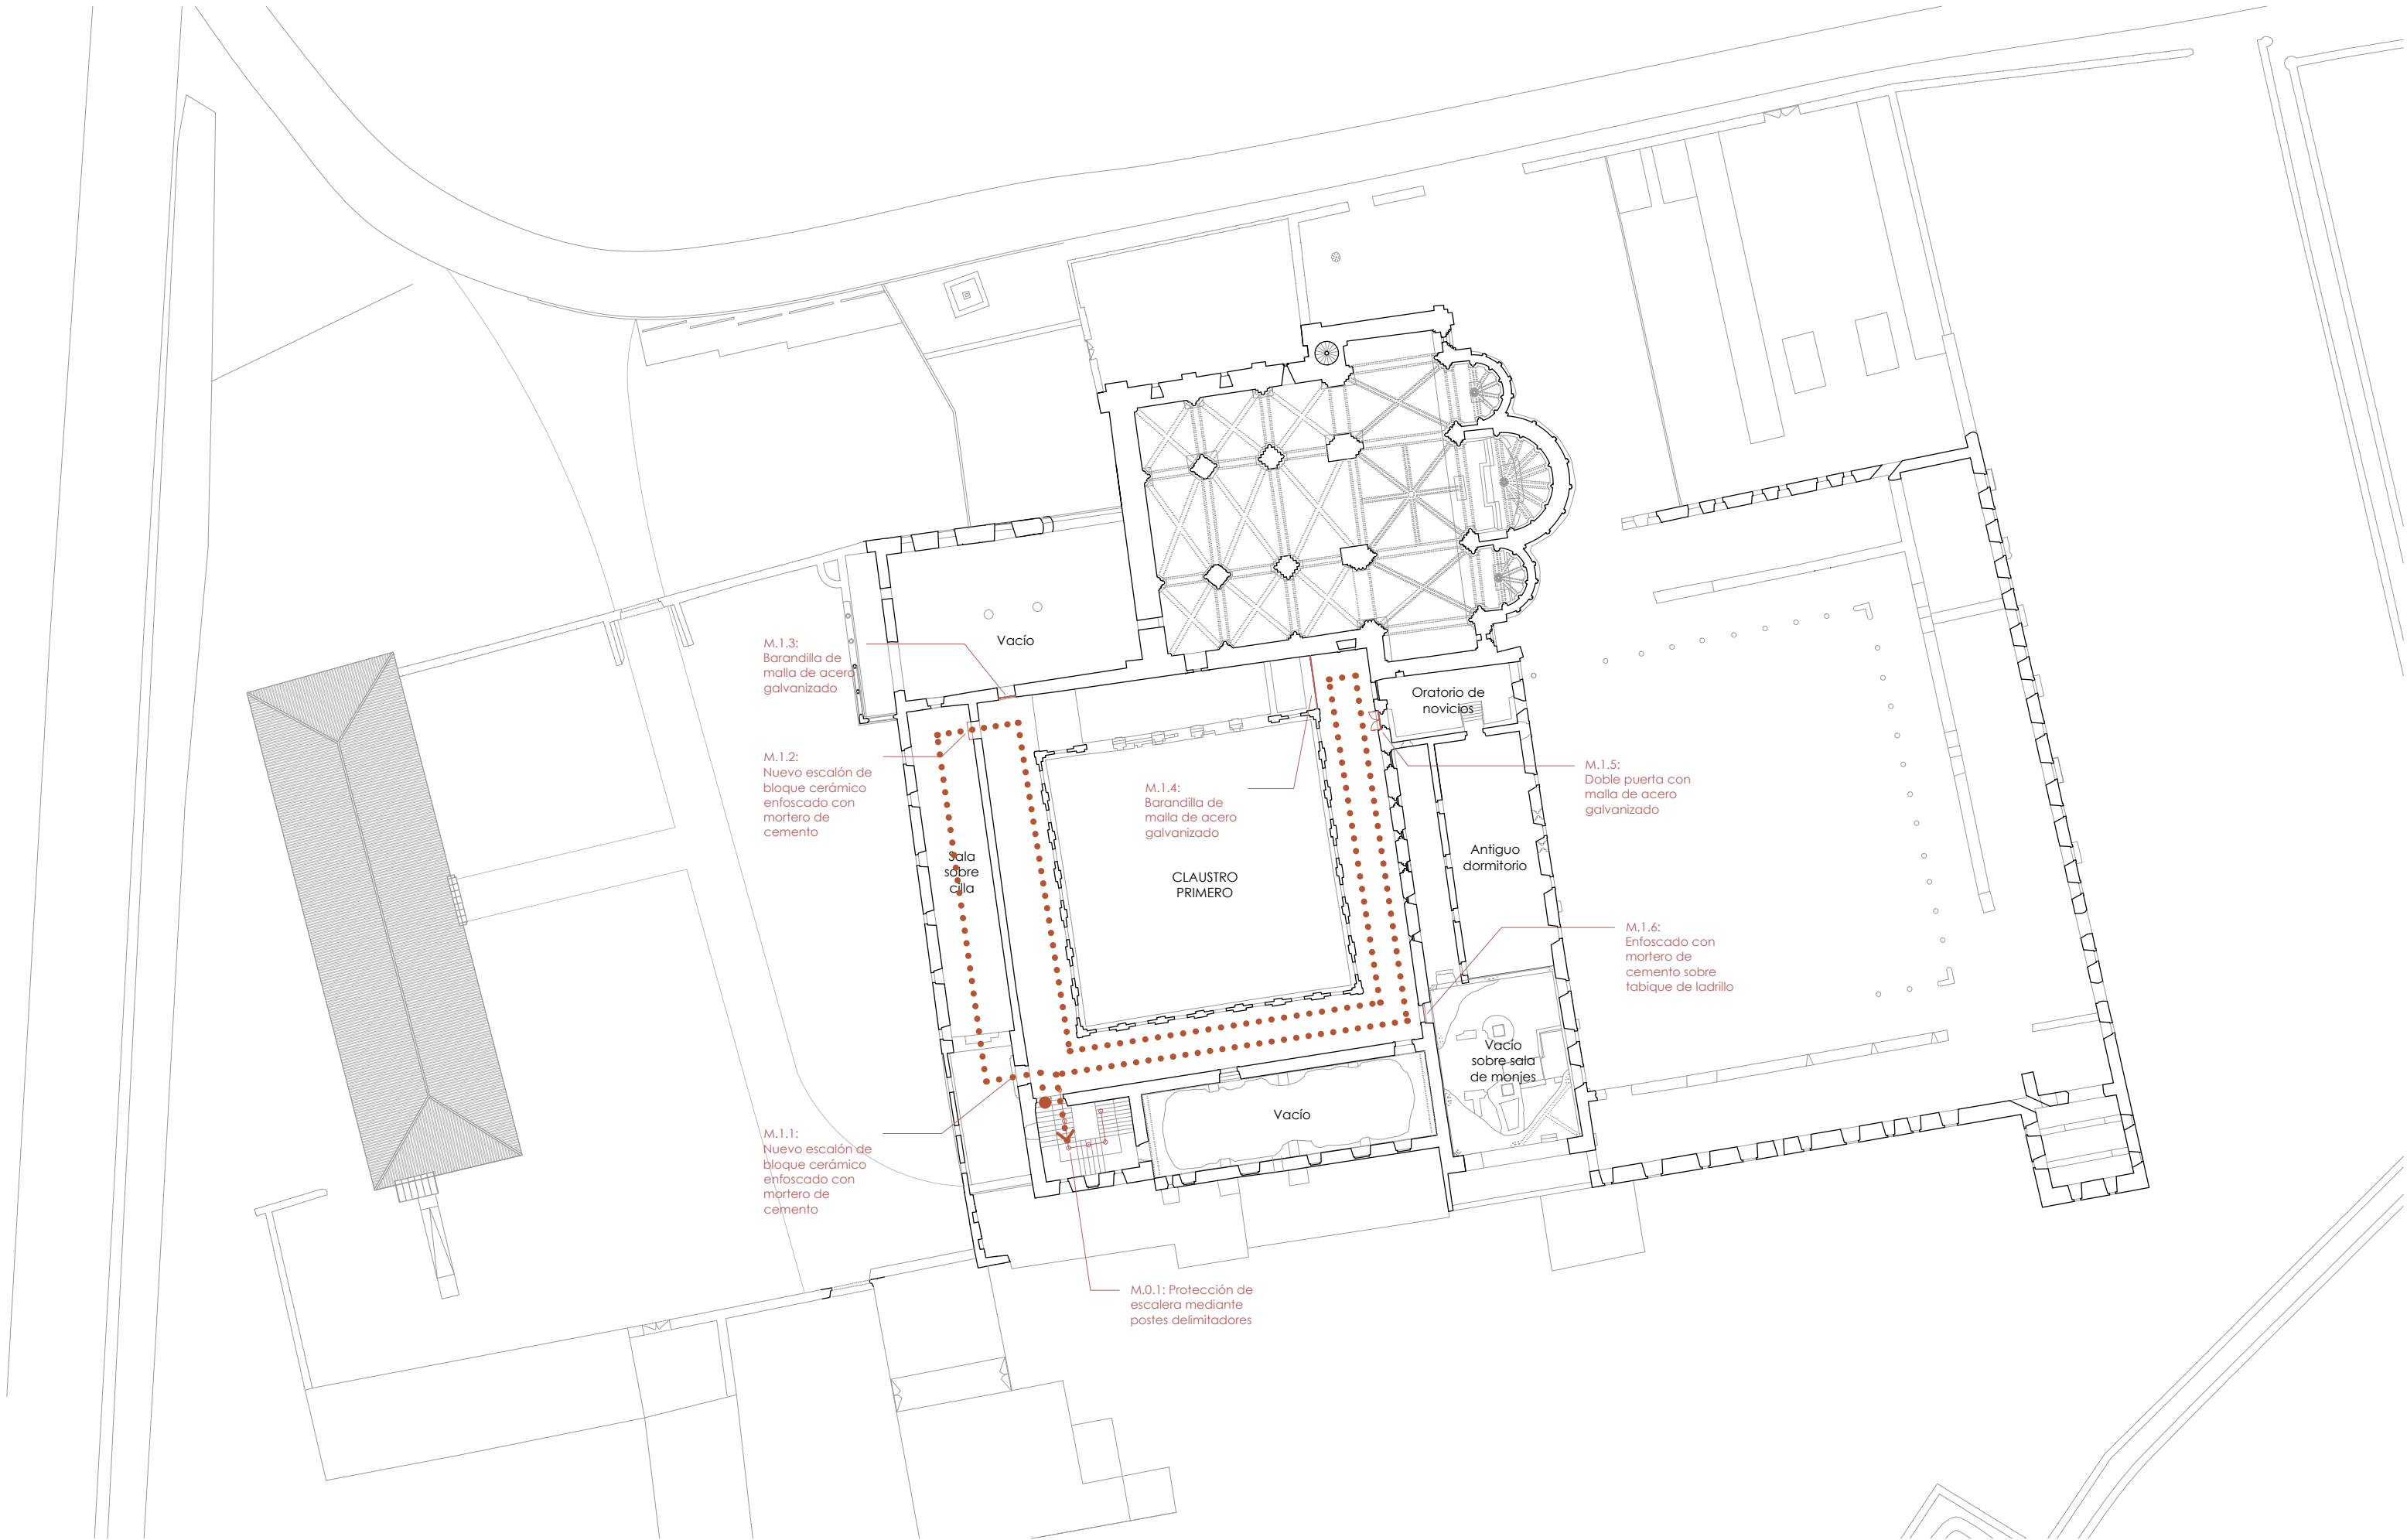 Vacío
M.1.3:
Barandilla de
malla de acero
galvanizado
Oratorio de
novicios
M.1.2:
Nuevo escalón de
bloque cerámico
enfoscado con
mortero de
cemento
M.1.4:
Barandilla de
malla de acero
galvanizado
M.1.5:
Doble puerta con
malla de acero
galvanizado
Sala
sobre
cilla
CLAUSTRO
PRIMERO
Antiguo
dormitorio
M.1.6:
Enfoscado con
mortero de
cemento sobre
tabique de ladrillo
Vacío
sobre sala
de monjes
Vacío
M.1.1:
Nuevo escalón de
bloque cerámico
enfoscado con
mortero de
cemento
M.0.1: Protección de
escalera mediante
postes delimitadores